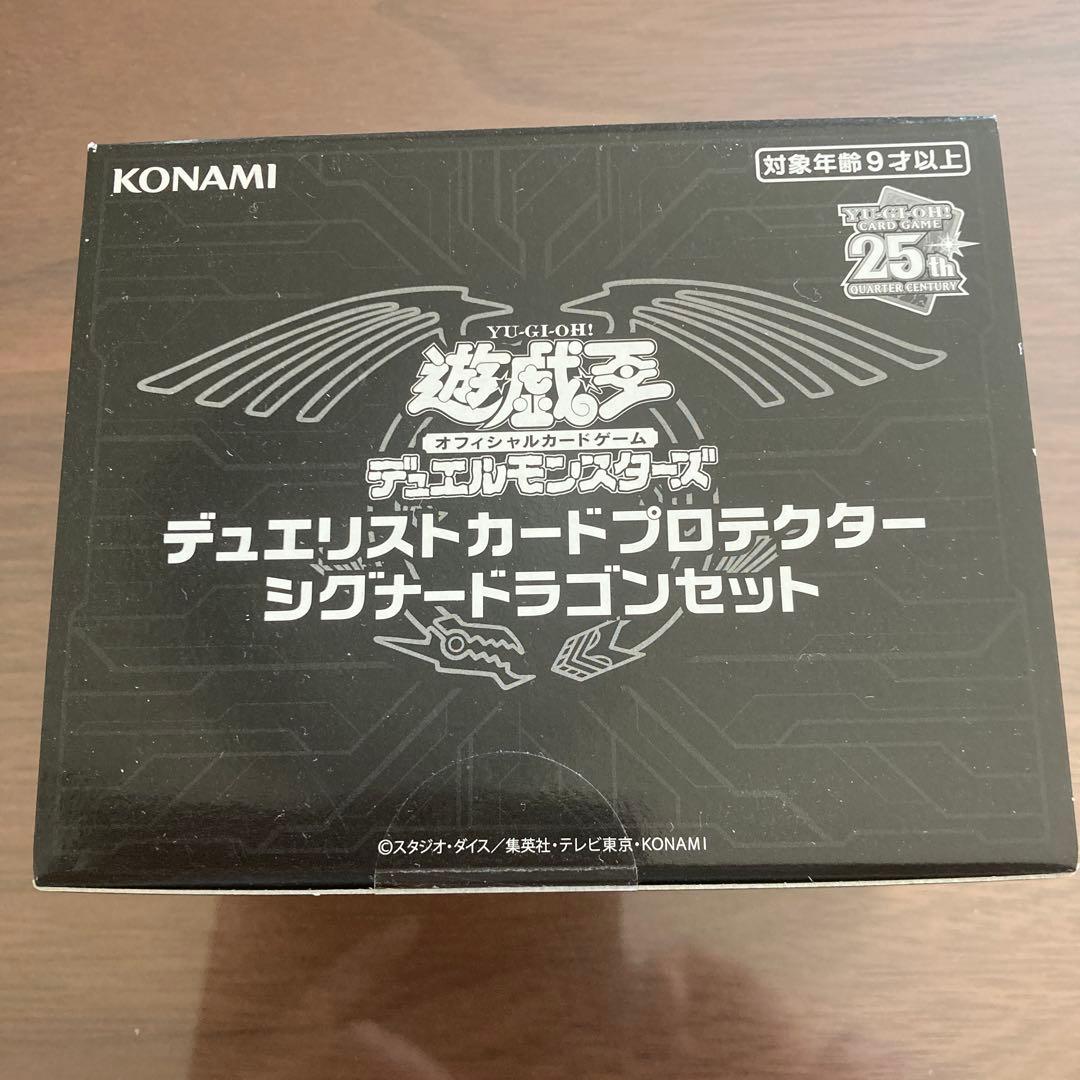 KONAMI
対象年齢9才以上
YU-GI-OH!
CARD GAME
25th
QUARTER CENTURY
YU-GI-OH!
遊戯王
オフィシャルカードゲーム
デュエルモンスターズ
デュエリストカードプロテクター
シグナードラゴンセット
©スタジオ・ダイス／集英社・テレビ東京・KONAMI